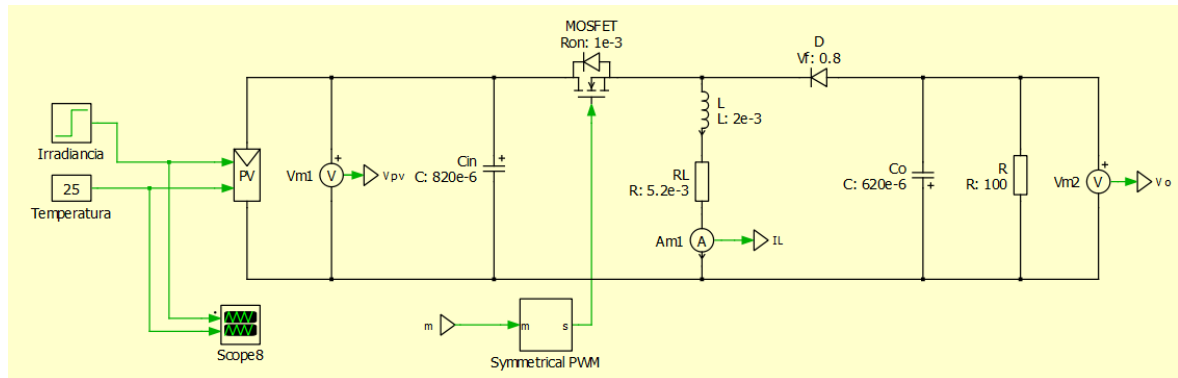 MOSFET
Ron: 1e-3
D
Vf: 0.8
Irradiancia
25
Temperatura
PV
Vm1
V
+
Vpv
Cin
C: 820e-6
+
L
L: 2e-3
RL
R: 5.2e-3
Am1
A
IL
Co
C: 620e-6
+
R
R: 100
Vm2
V
+
Vo
Scope8
m
m
s
Symmetrical PWM